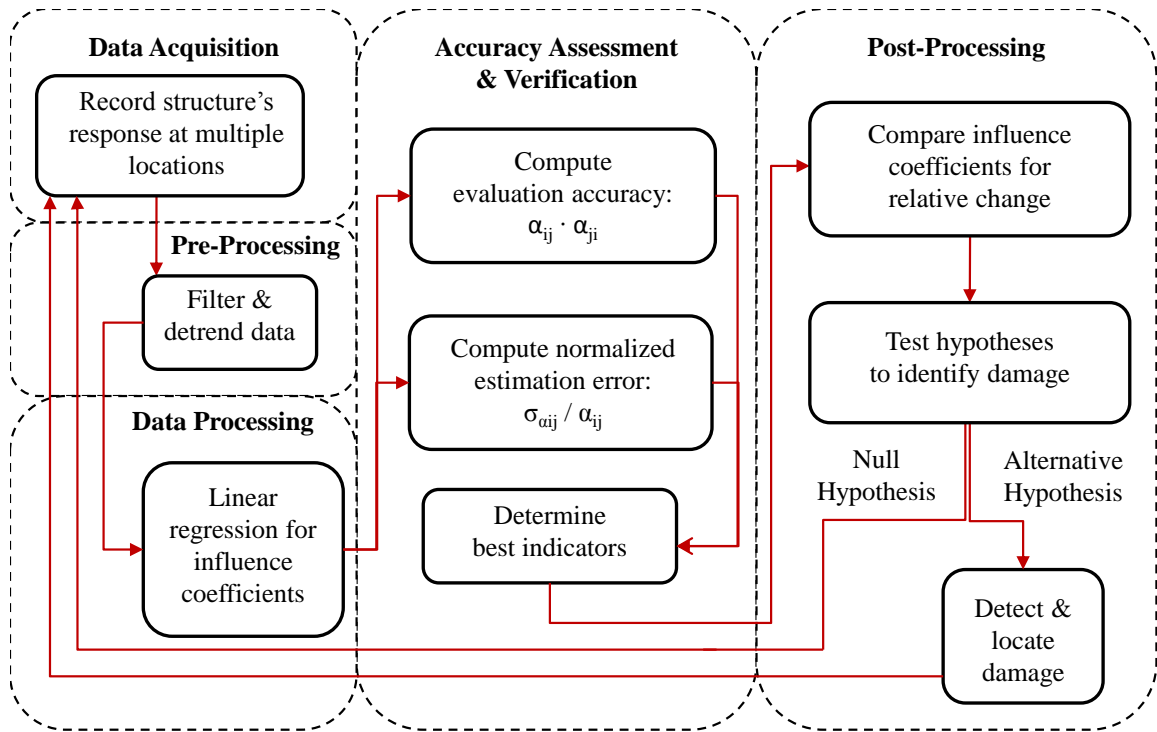 Data Acquisition
Record structure’s
response at multiple
locations
Pre-Processing
Filter &
detrend data
Data Processing
Linear
regression for
influence
coefficients
Accuracy Assessment
& Verification
Compute
evaluation accuracy:
αij · αji
Compute normalized
estimation error:
σαij / αij
Determine
best indicators
Post-Processing
Compare influence
coefficients for
relative change
Test hypotheses
to identify damage
Null
Hypothesis
Alternative
Hypothesis
Detect &
locate
damage